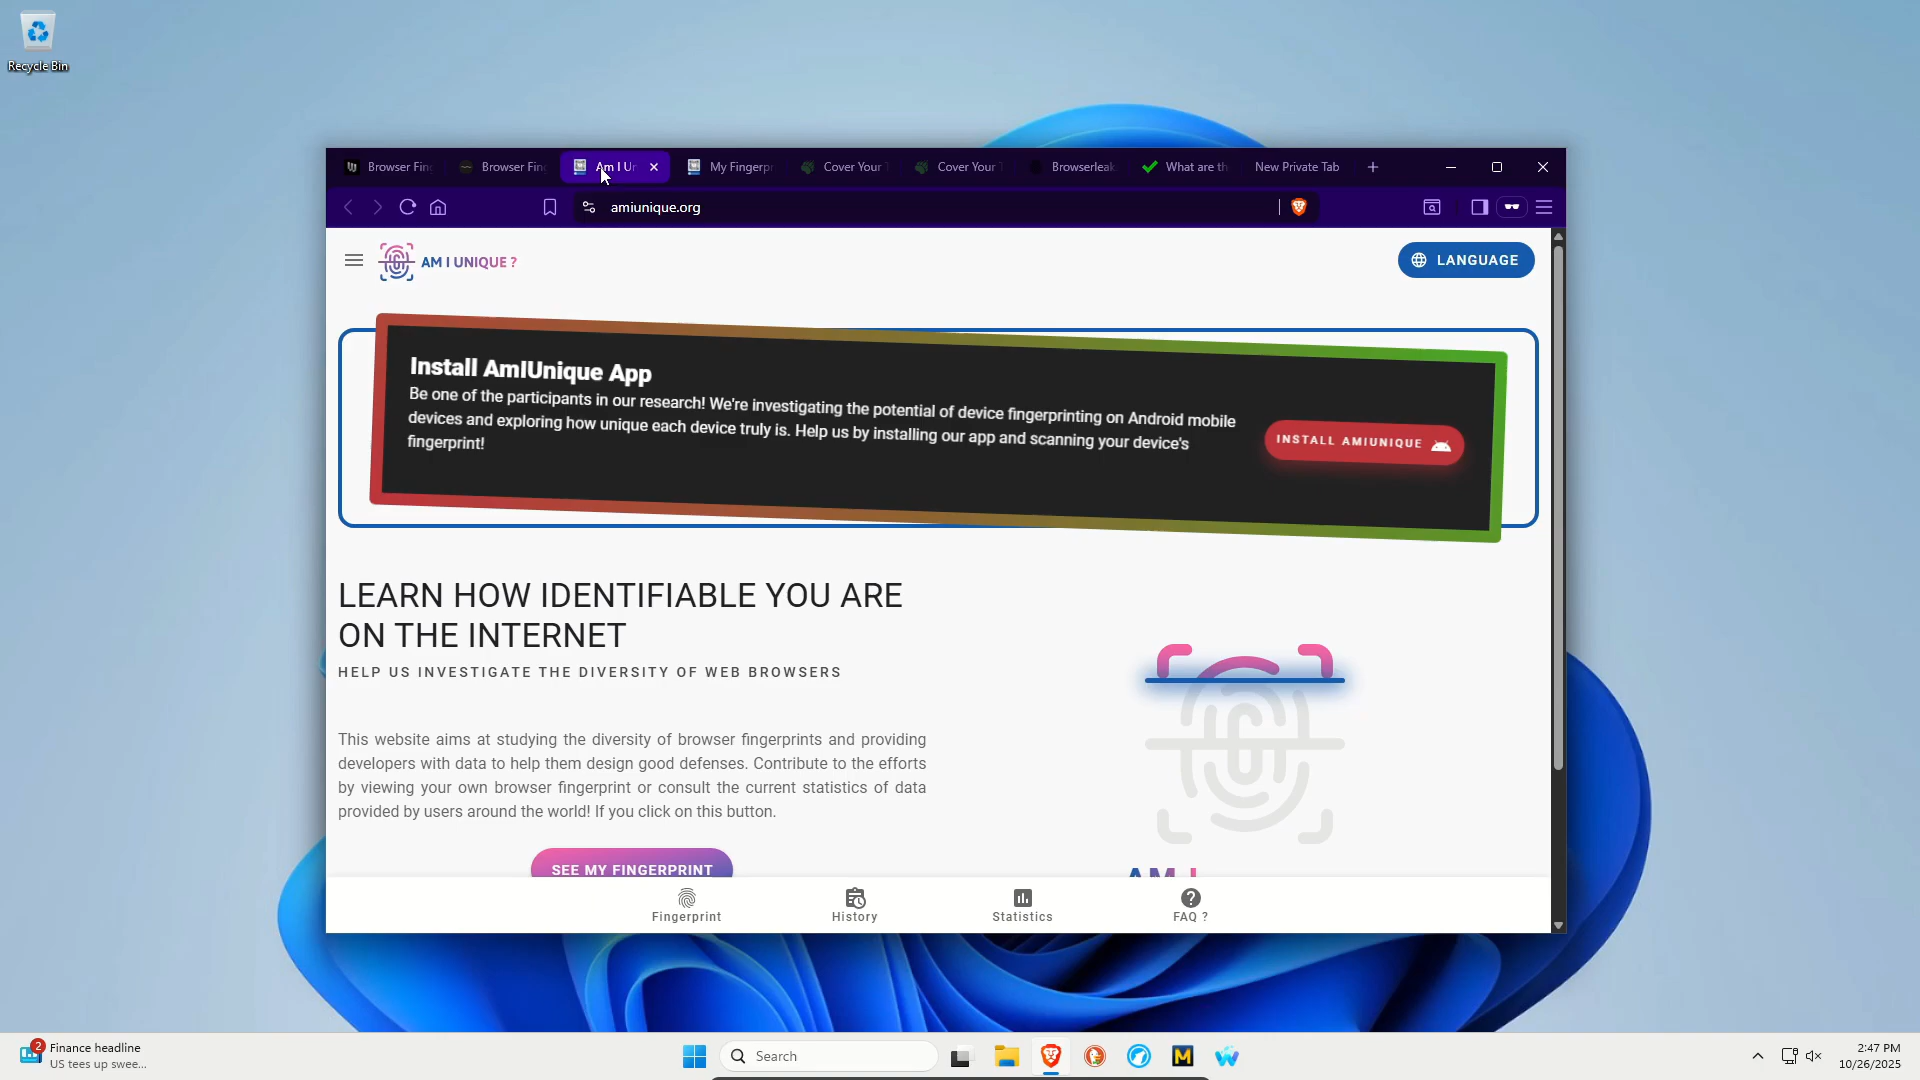 Recycle Bin
Browser Fin
Browser Fin
Am I Un
My Fingerpr
Cover Your T
Cover Your T
Browserleak
What are th
New Private Tab
amiunique.org
AM I UNIQUE ?
LANGUAGE
Install AmIUnique App
Be one of the participants in our research! We're investigating the potential of device fingerprinting on Android mobile
devices and exploring how unique each device truly is. Help us by installing our app and scanning your device's
fingerprint!
INSTALL AMIUNIQUE
LEARN HOW IDENTIFIABLE YOU ARE
ON THE INTERNET
HELP US INVESTIGATE THE DIVERSITY OF WEB BROWSERS
This website aims at studying the diversity of browser fingerprints and providing
developers with data to help them design good defenses. Contribute to the efforts
by viewing your own browser fingerprint or consult the current statistics of data
provided by users around the world! If you click on this button.
SEE MY FINGERPRINT
AM I
Fingerprint
History
Statistics
FAQ ?
2
Finance headline
US tees up swee...
Search
M
2:47 PM
10/26/2025